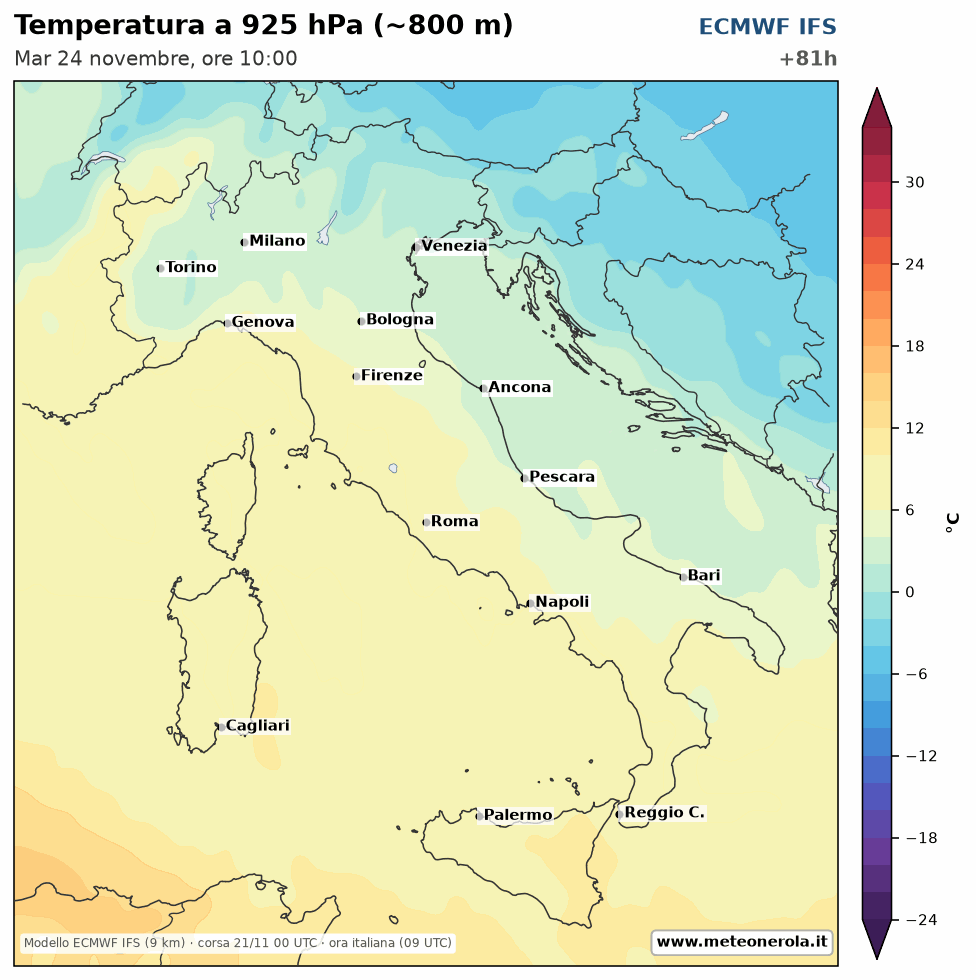 Temperatura a 925 hPa (~800 m)
ECMWF IFS
Mar 24 novembre, ore 10:00
+81h
Milano
Venezia
Torino
Genova
Bologna
Firenze
Ancona
Pescara
Roma
Bari
Napoli
Cagliari
Palermo
Reggio C.
30
24
18
12
6
0
−6
−12
−18
−24
°C
Modello ECMWF IFS (9 km) · corsa 21/11 00 UTC · ora italiana (09 UTC)
www.meteonerola.it